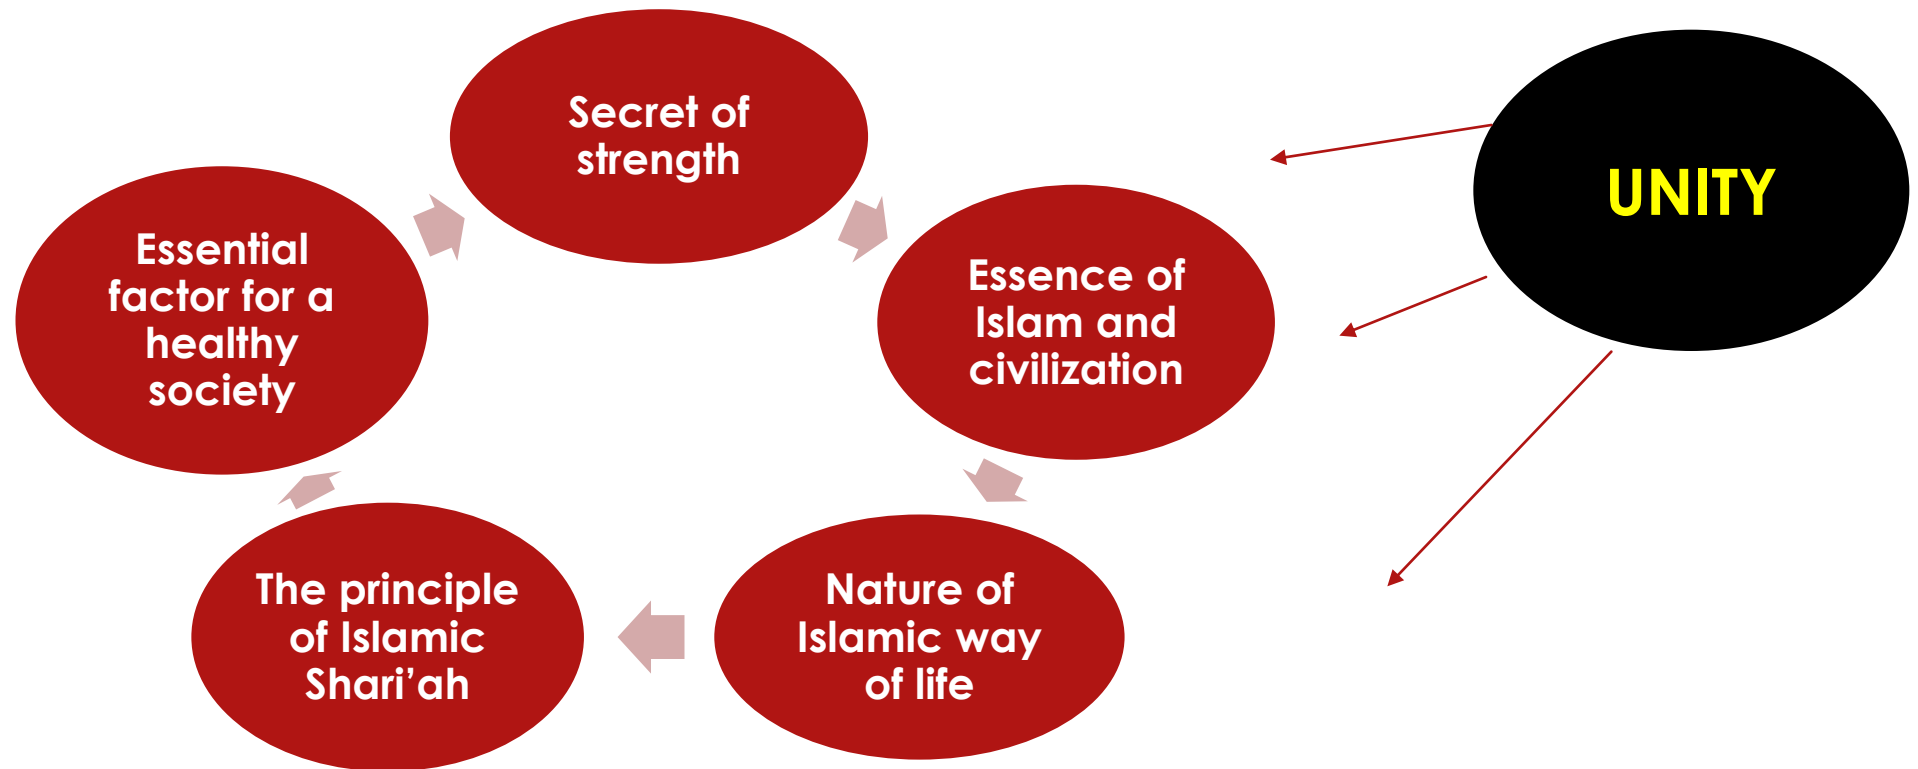 Secret of
strength
Essence of
Islam and
civilization
Nature of
Islamic way
of life
The principle
of Islamic
Shari’ah
Essential
factor for a
healthy
society
UNITY